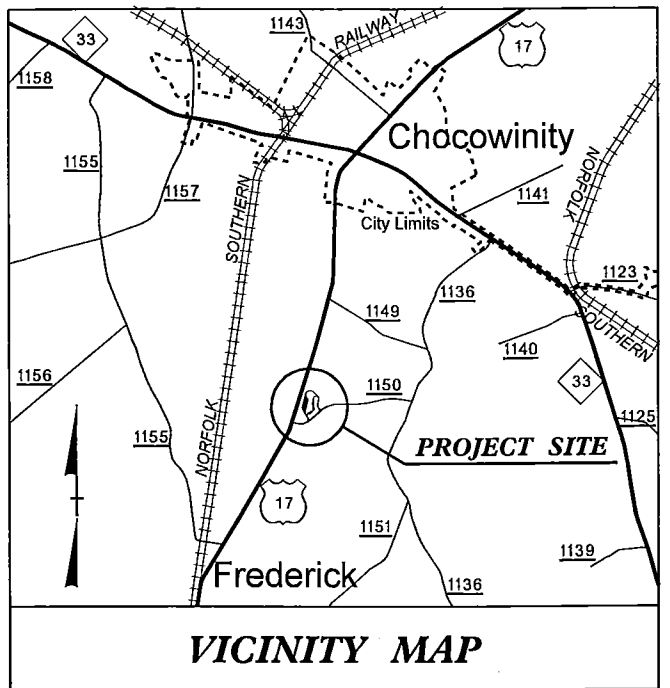 1143
RAILWAY
33
17
1158
Chocowinity
1155
1157
SOUTHERN
NORFOLK
1141
City Limits
1136
1123
1149
SOUTHERN
1140
1156
33
1150
1125
1155
NORFOLK
PROJECT SITE
17
1151
Frederick
1136
1139
VICINITY MAP